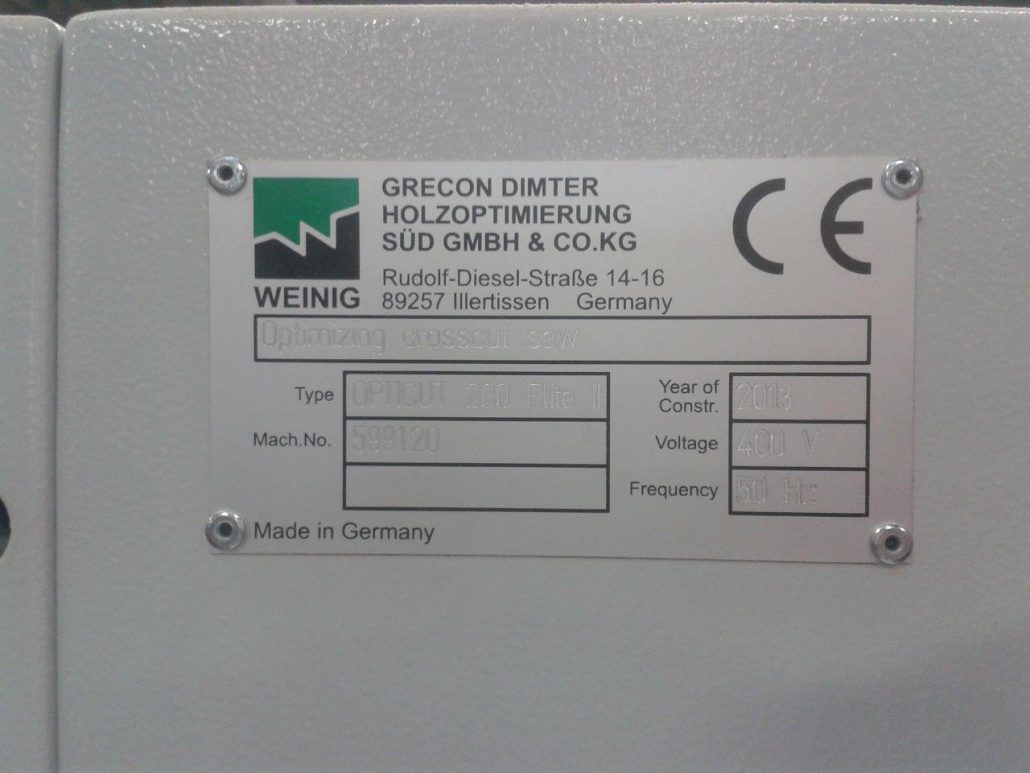 GRECON DIMTER
HOLZOPTIMIERUNG
SÜD GMBH & CO.KG
Rudolf-Diesel-Straße 14-16
89257 Illertissen Germany
WEINIG
CE
Optimizing crosscut saw
Type OPTICUT 200 Elite II
Mach.No. 599120
Year of
Constr. 2013
Voltage 400 V
Frequency 50 Hz
Made in Germany